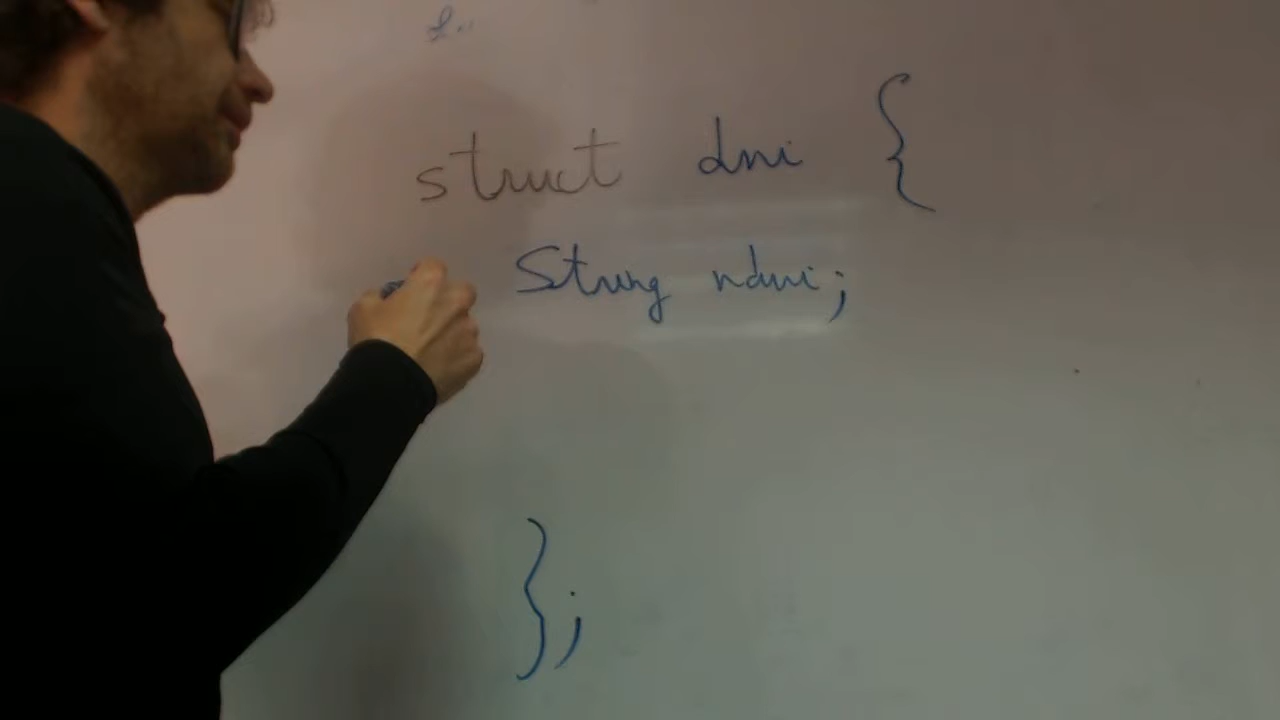 struct dni {
String ndni;
};